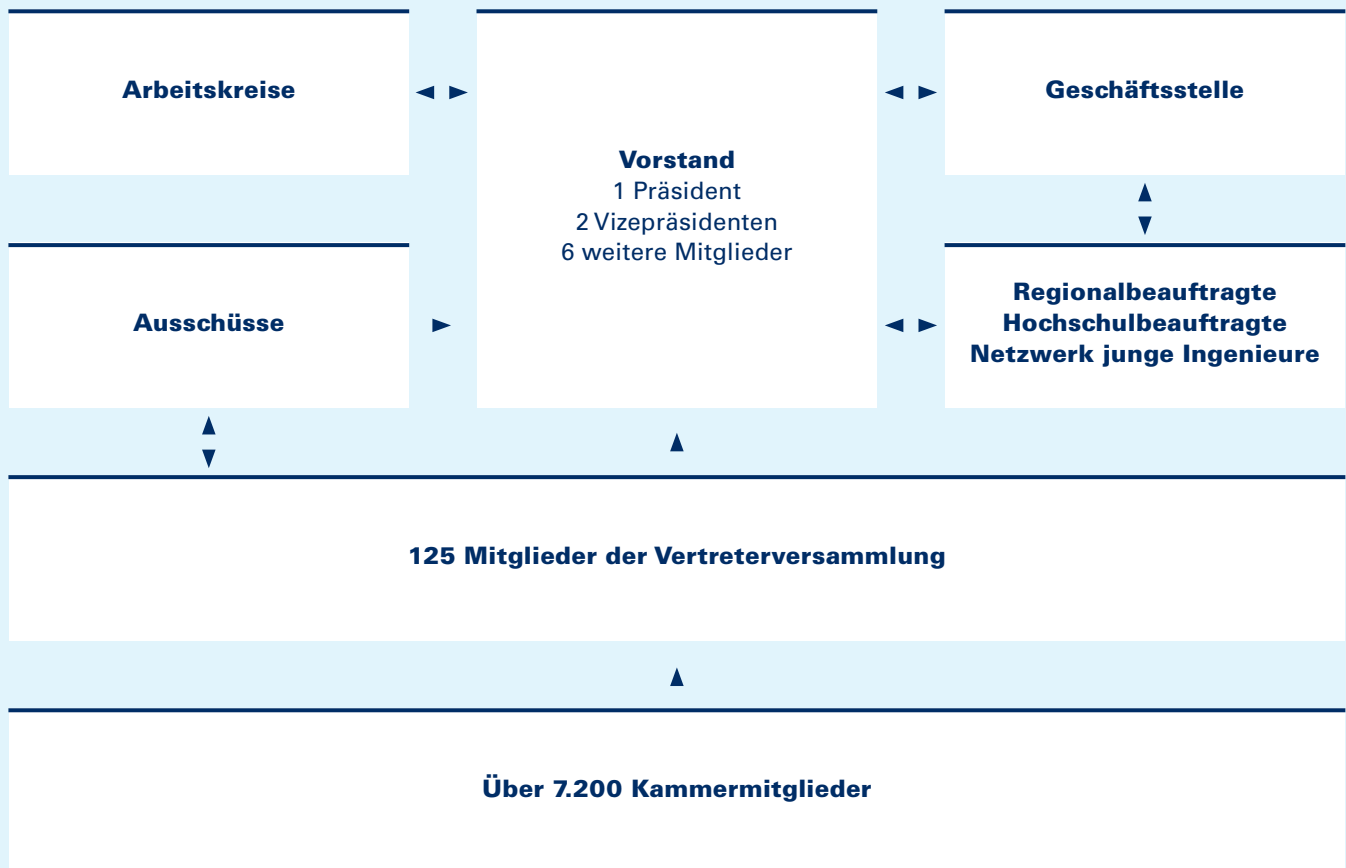 Arbeitskreise
Vorstand
1 Präsident
2 Vizepräsidenten
6 weitere Mitglieder
Geschäftsstelle
Ausschüsse
Regionalbeauftragte
Hochschulbeauftragte
Netzwerk junge Ingenieure
125 Mitglieder der Vertreterversammlung
Über 7.200 Kammermitglieder